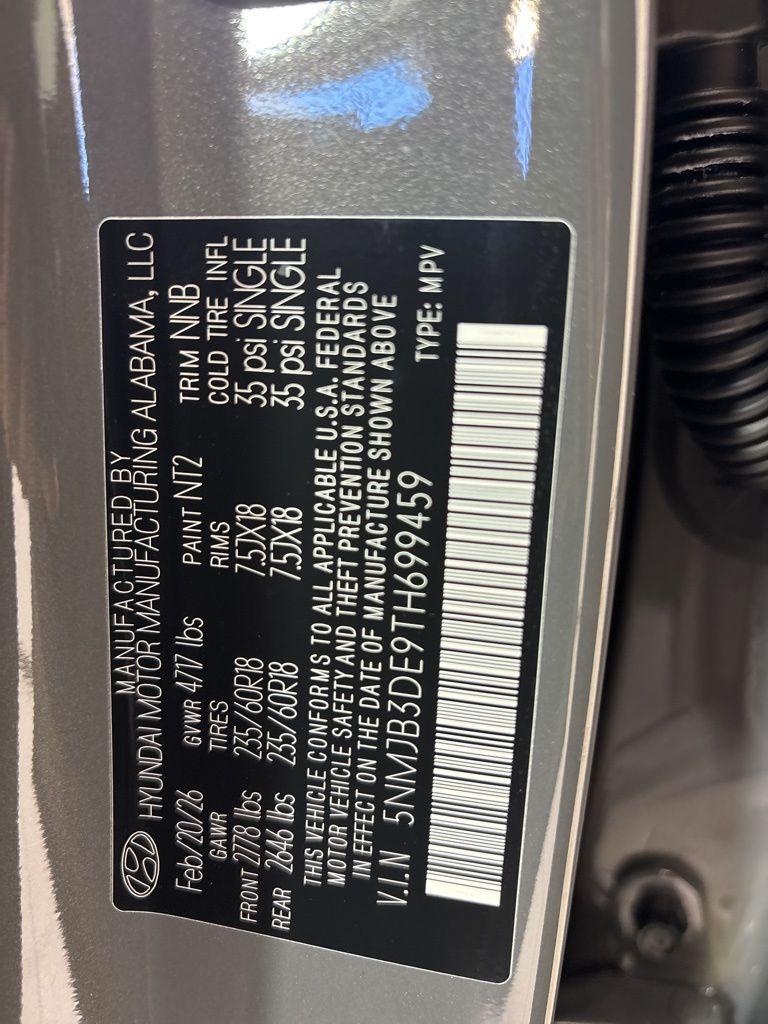 MANUFACTURED BY
HYUNDAI MOTOR MANUFACTURING ALABAMA, LLC
Feb/20/26 GVWR 4717 lbs PAINT NT2 TRIM NNB
GAWR TIRES RIMS COLD TIRE INFL
FRONT 2778 lbs 235/60R18 7.5JX18 35 psi SINGLE
REAR 2646 lbs 235/60R18 7.5JX18 35 psi SINGLE
THIS VEHICLE CONFORMS TO ALL APPLICABLE U.S.A. FEDERAL
MOTOR VEHICLE SAFETY AND THEFT PREVENTION STANDARDS
IN EFFECT ON THE DATE OF MANUFACTURE SHOWN ABOVE
V.I.N 5NMJB3DE9TH699459 TYPE: MPV